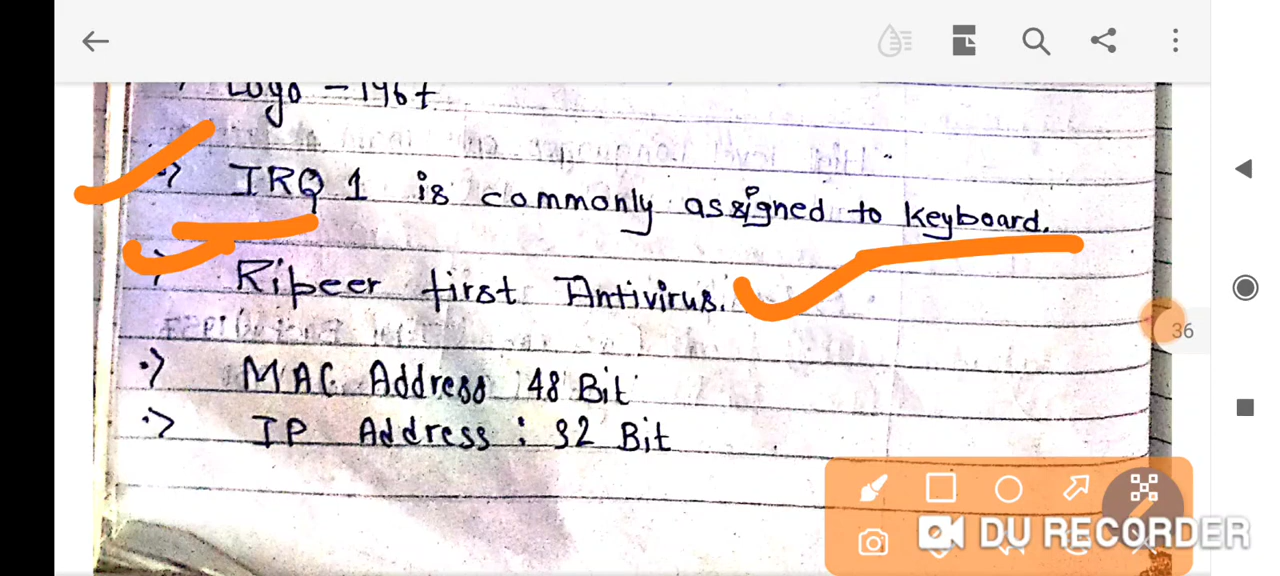 Logo - 1967
IRQ 1 is commonly assigned to keyboard.
Ripeer first Antivirus.
36
MAC Address : 48 Bit
IP Address : 32 Bit
DU RECORDER